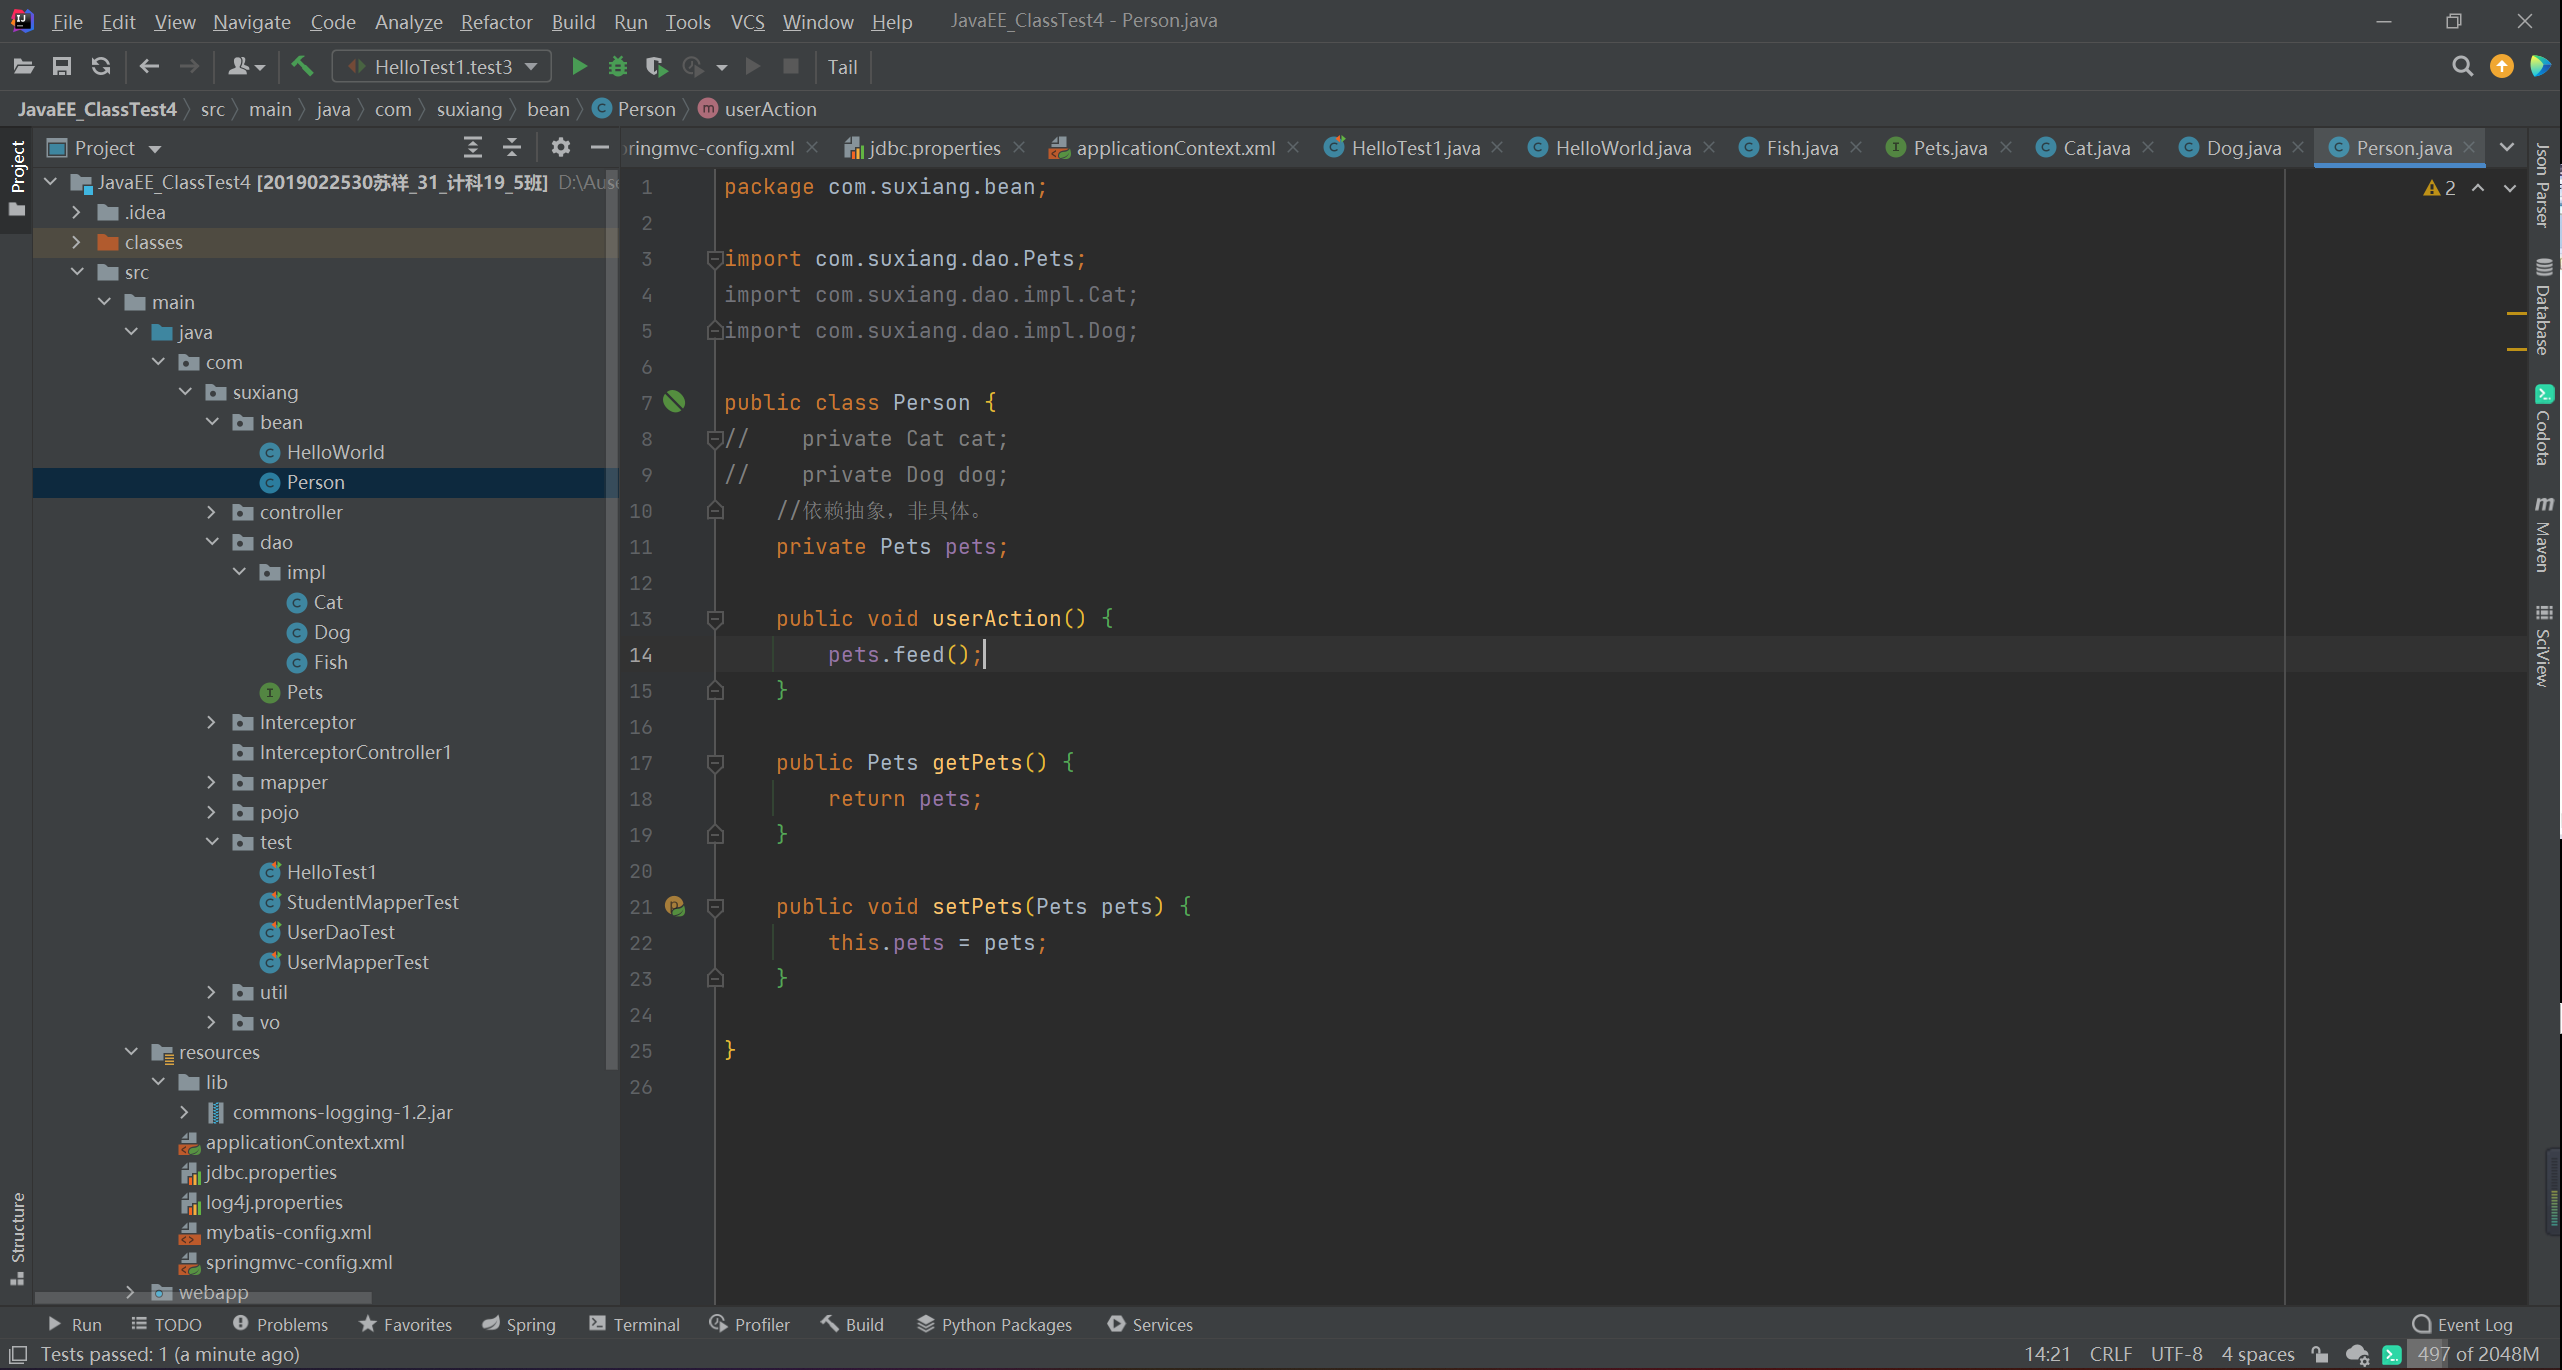 File Edit View Navigate Code Analyze Refactor Build Run Tools VCS Window Help JavaEE_ClassTest4 - Person.java
HelloTest1.test3 Tail
JavaEE_ClassTest4 src main java com suxiang bean Person userAction
Project
ringmvc-config.xml jdbc.properties applicationContext.xml HelloTest1.java HelloWorld.java Fish.java Pets.java Cat.java Dog.java Person.java
Project
Structure
JavaEE_ClassTest4 [2019022530苏祥_31_计科19_5班] D:\Ause
.idea
classes
src
main
java
com
suxiang
bean
HelloWorld
Person
controller
dao
impl
Cat
Dog
Fish
Pets
Interceptor
InterceptorController1
mapper
pojo
test
HelloTest1
StudentMapperTest
UserDaoTest
UserMapperTest
util
vo
resources
lib
commons-logging-1.2.jar
applicationContext.xml
jdbc.properties
log4j.properties
mybatis-config.xml
springmvc-config.xml
webapp
1 package com.suxiang.bean;
2
3 import com.suxiang.dao.Pets;
4 import com.suxiang.dao.impl.Cat;
5 import com.suxiang.dao.impl.Dog;
6
7 public class Person {
8 //    private Cat cat;
9 //    private Dog dog;
10     //依赖抽象，非具体。
11     private Pets pets;
12
13     public void userAction() {
14         pets.feed();
15     }
16
17     public Pets getPets() {
18         return pets;
19     }
20
21     public void setPets(Pets pets) {
22         this.pets = pets;
23     }
24
25 }
26
2
Json Parser
Database
Codota
Maven
SciView
Run TODO Problems Favorites Spring Terminal Profiler Build Python Packages Services Event Log
Tests passed: 1 (a minute ago) 14:21 CRLF UTF-8 4 spaces 497 of 2048M